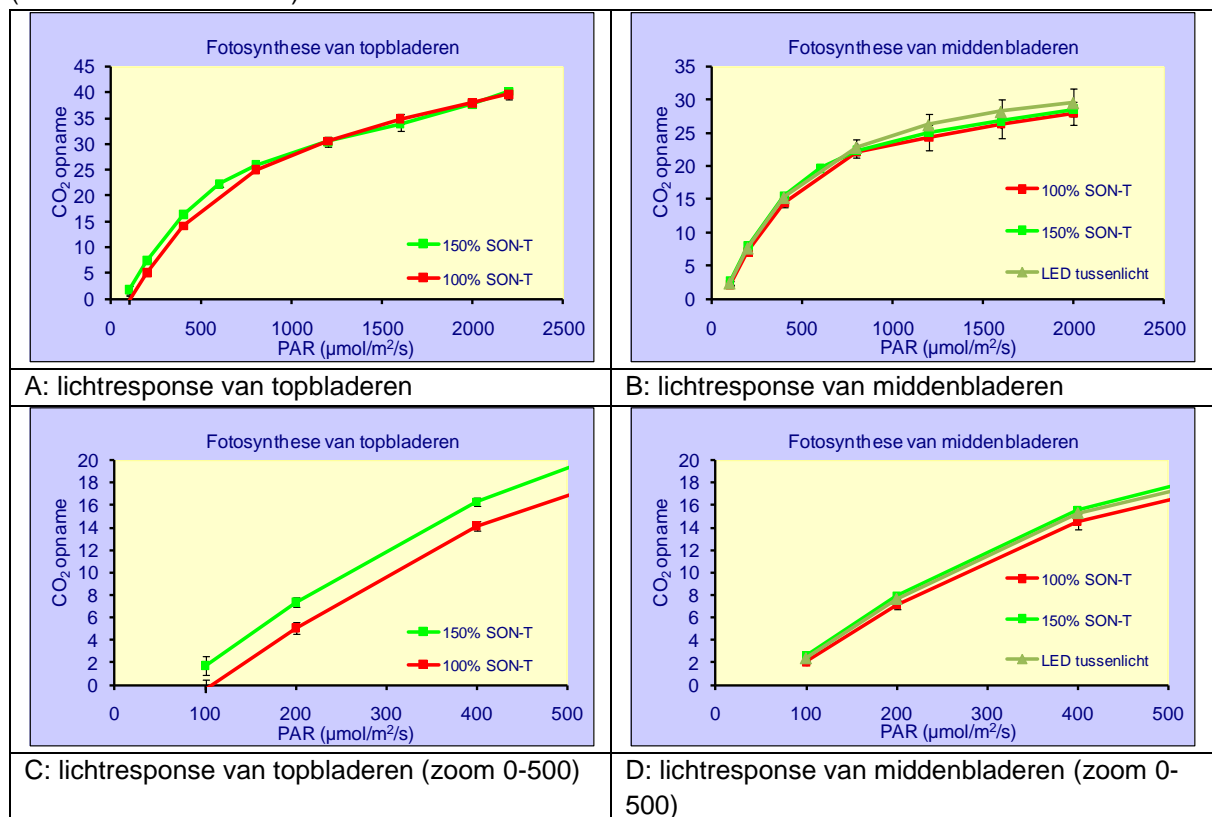 Fotosynthese van topbladeren
45
40
35
30
25
20
15
10
5
0
CO2 opname
150% SON-T
100% SON-T
0 500 1000 1500 2000 2500
PAR (µmol/m2/s)
Fotosynthese van middenbladeren
35
30
25
20
15
10
5
0
CO2 opname
100% SON-T
150% SON-T
LED tussenlicht
0 500 1000 1500 2000 2500
PAR (µmol/m2/s)
A: lichtresponse van topbladeren
B: lichtresponse van middenbladeren
Fotosynthese van topbladeren
20
18
16
14
12
10
8
6
4
2
0
CO2 opname
150% SON-T
100% SON-T
0 100 200 300 400 500
PAR (µmol/m2/s)
Fotosynthese van middenbladeren
20
18
16
14
12
10
8
6
4
2
0
CO2 opname
100% SON-T
150% SON-T
LED tussenlicht
0 100 200 300 400 500
PAR (µmol/m2/s)
C: lichtresponse van topbladeren (zoom 0-500)
D: lichtresponse van middenbladeren (zoom 0-
500)